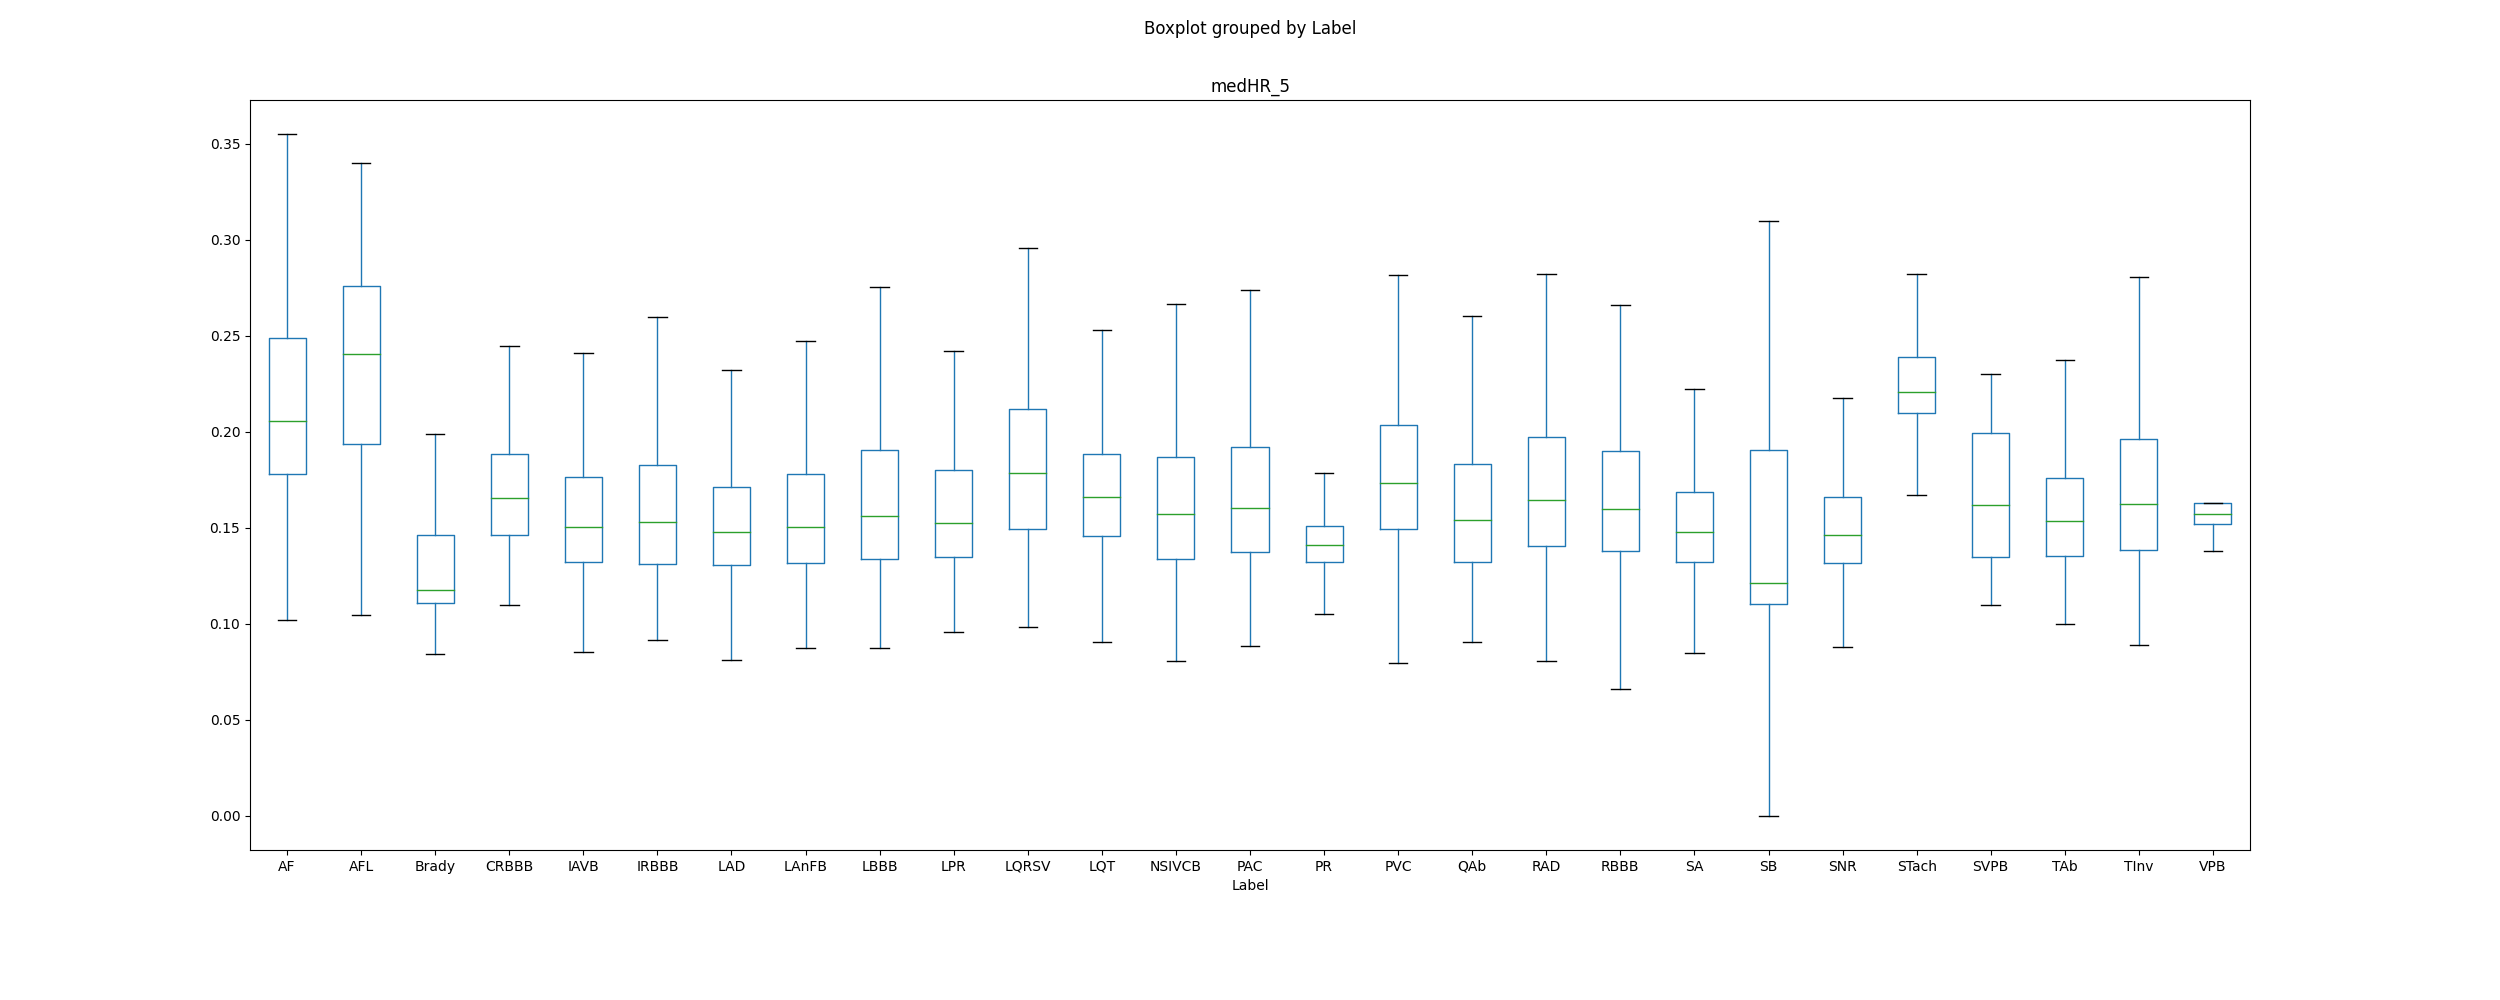 Boxplot grouped by Label
medHR_5
0.35
0.30
0.25
0.20
0.15
0.10
0.05
0.00
AF AFL Brady CRBBB IAVB IRBBB LAD LAnFB LBBB LPR LQRSV LQT NSIVCB PAC PR PVC QAb RAD RBBB SA SB SNR STach SVPB TAb TInv VPB
Label